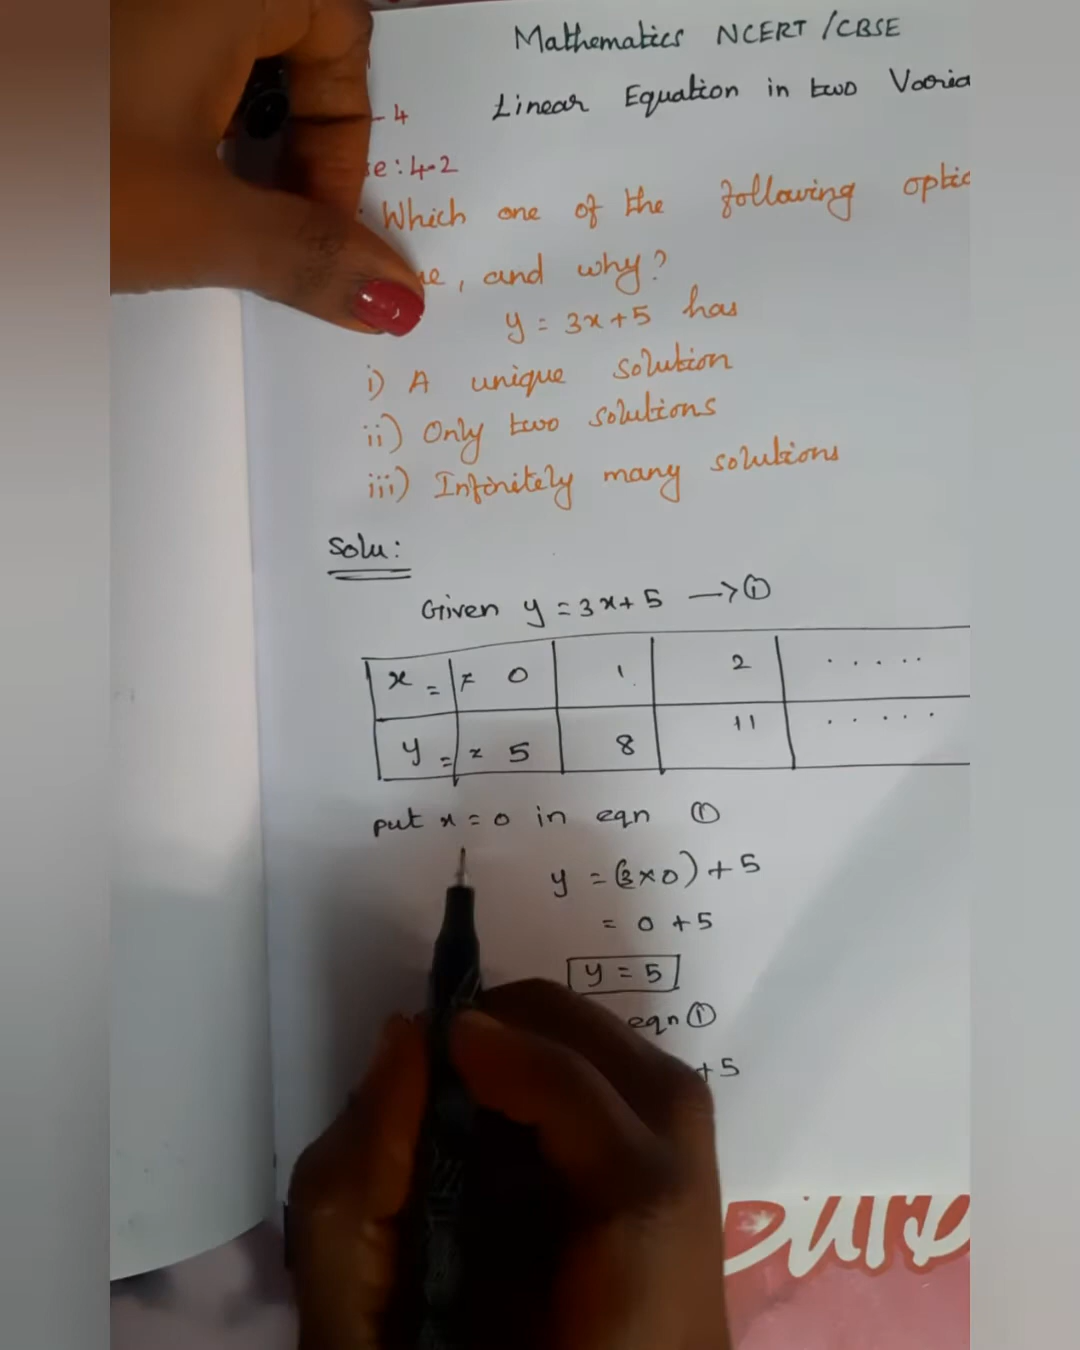 Mathematics NCERT /CBSE
- 4 Linear Equation in two
se : 4.2
Which one of the following
and why?
y = 3x + 5 has
i) A unique solution
ii) Only two solutions
iii) Infinitely many solutions
Solu:
Given y = 3x + 5 → ①
x = 0 1 2 . . . . .
y = 5 8 11 . . . . .
put x = 0 in eqn ①
y = (3 × 0) + 5
= 0 + 5
y = 5
eqn ①
+ 5